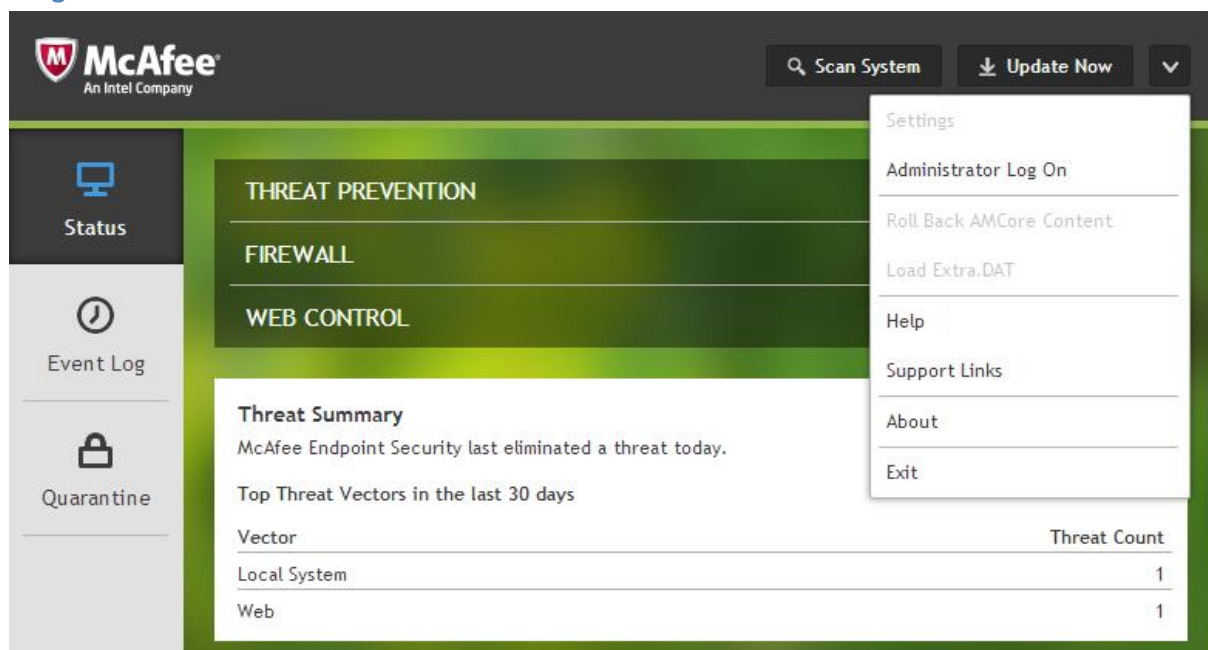 McAfee
An Intel Company
Scan System
Update Now
Settings
Administrator Log On
Roll Back AMCore Content
Load Extra.DAT
Help
Support Links
About
Exit
Status
Event Log
Quarantine
THREAT PREVENTION
FIREWALL
WEB CONTROL
Threat Summary
McAfee Endpoint Security last eliminated a threat today.
Top Threat Vectors in the last 30 days
Vector Threat Count
Local System 1
Web 1